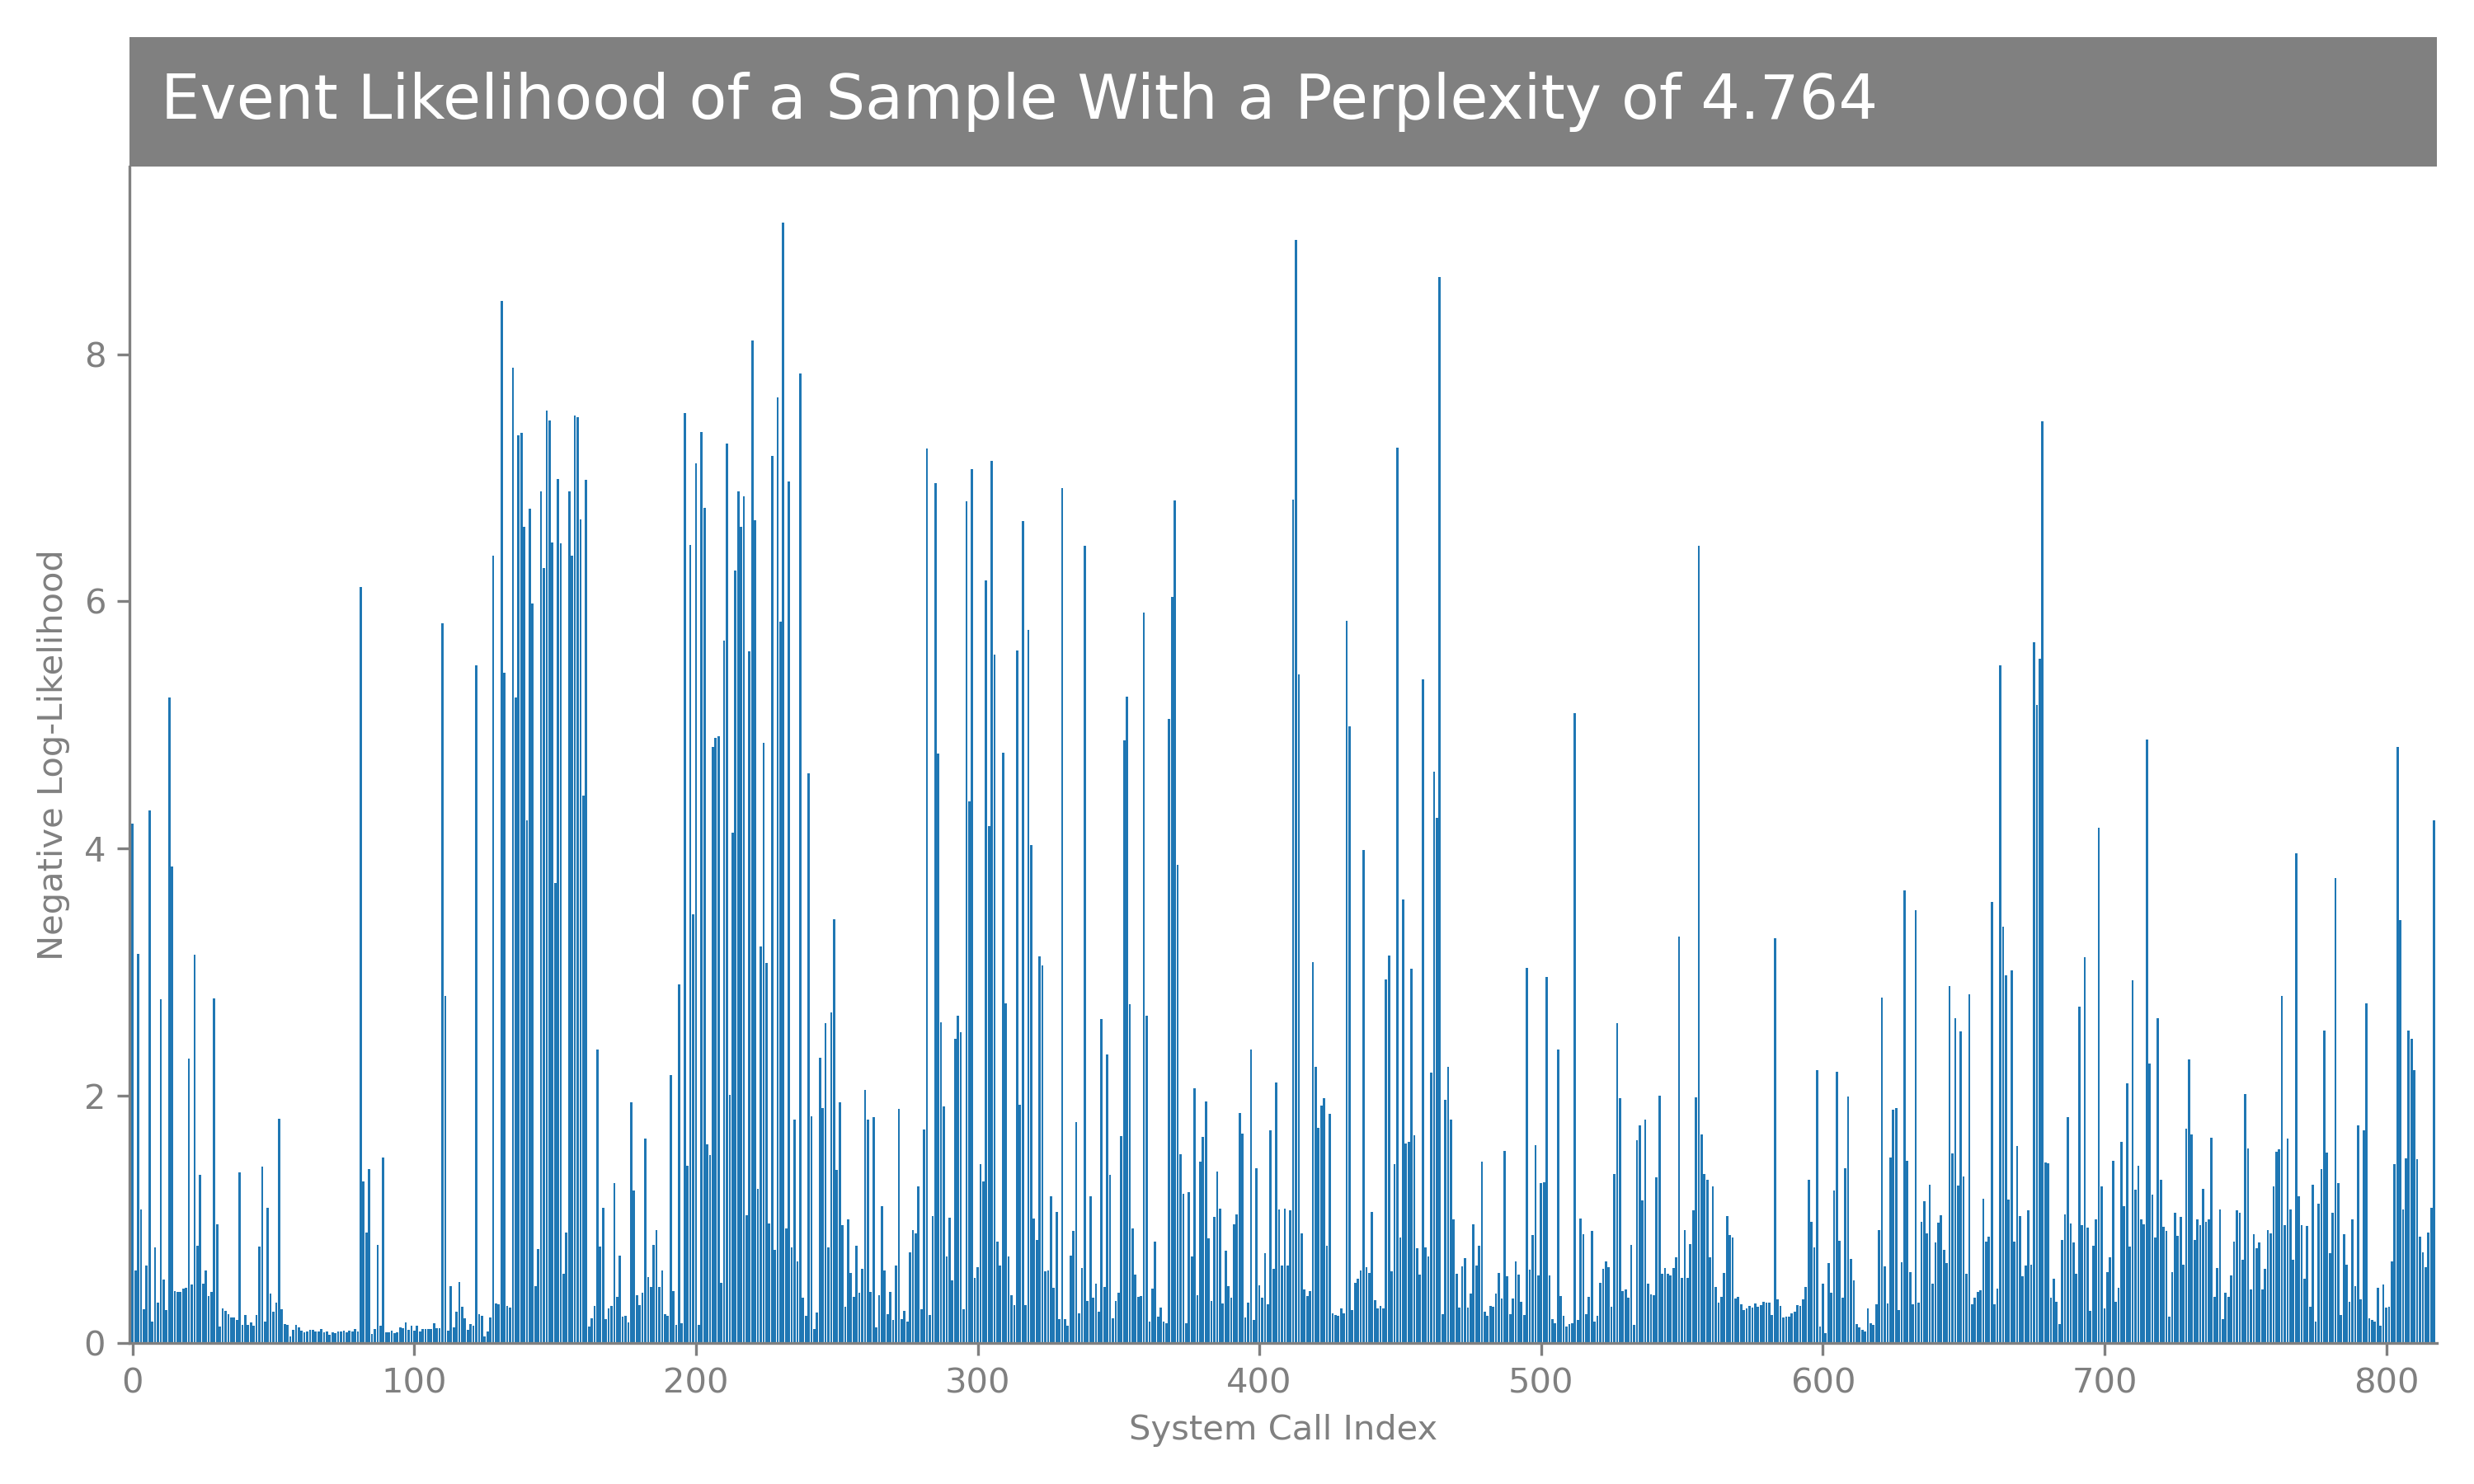 Event Likelihood of a Sample With a Perplexity of 4.764
Negative Log-Likelihood
8
6
4
2
0
0 100 200 300 400 500 600 700 800
System Call Index